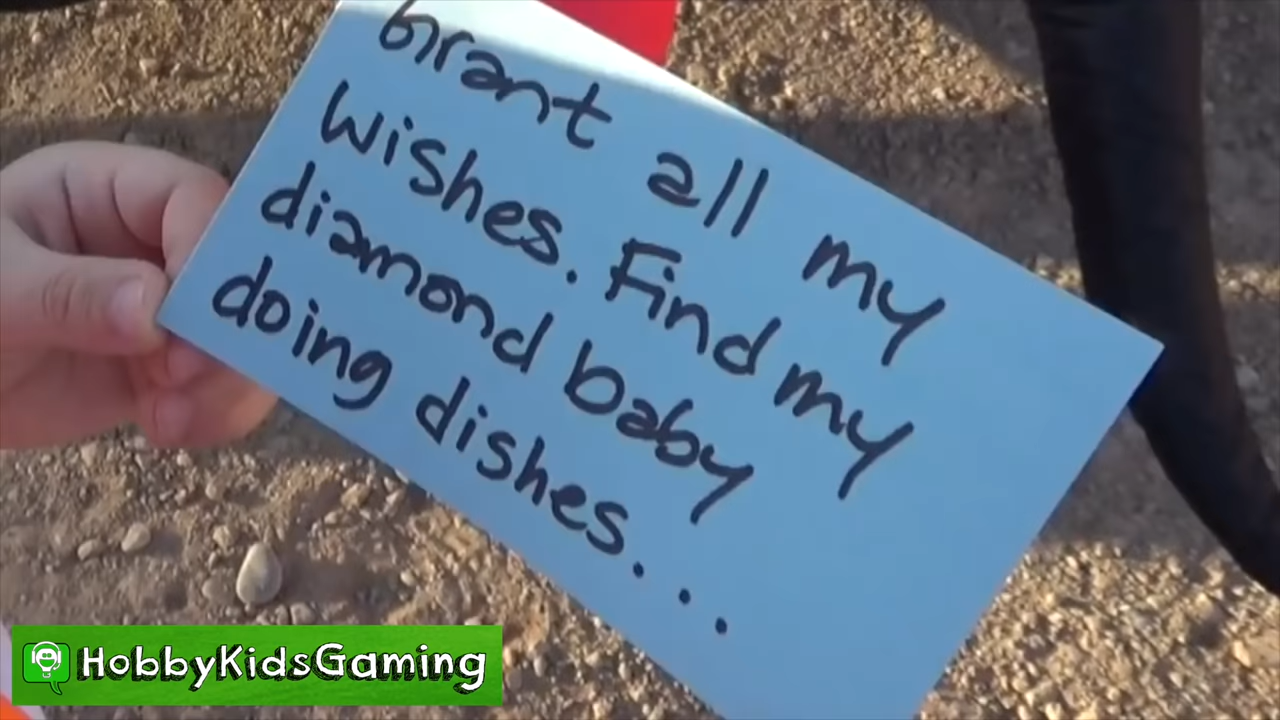 Grant all my
wishes. Find my
diamond baby
doing dishes...
HobbyKidsGaming